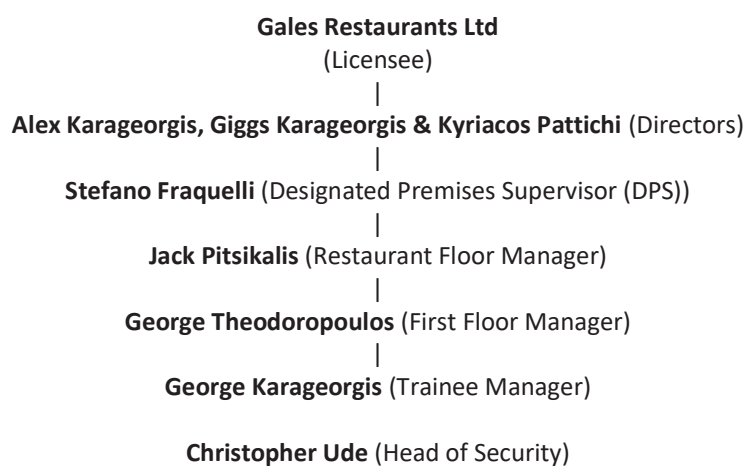 Gales Restaurants Ltd
(Licensee)
|
Alex Karageorgis, Giggs Karageorgis & Kyriacos Pattichi (Directors)
|
Stefano Fraquelli (Designated Premises Supervisor (DPS))
|
Jack Pitsikalis (Restaurant Floor Manager)
|
George Theodoropoulos (First Floor Manager)
|
George Karageorgis (Trainee Manager)
Christopher Ude (Head of Security)